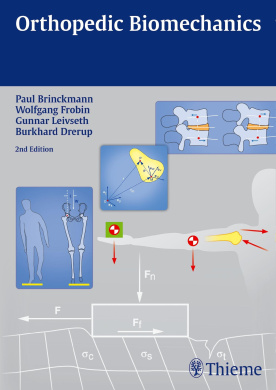 Orthopedic Biomechanics
Paul Brinckmann
Wolfgang Frobin
Gunnar Leivseth
Burkhard Drerup
2nd Edition
Fn
F
Ff
σc
σs
σt
Thieme